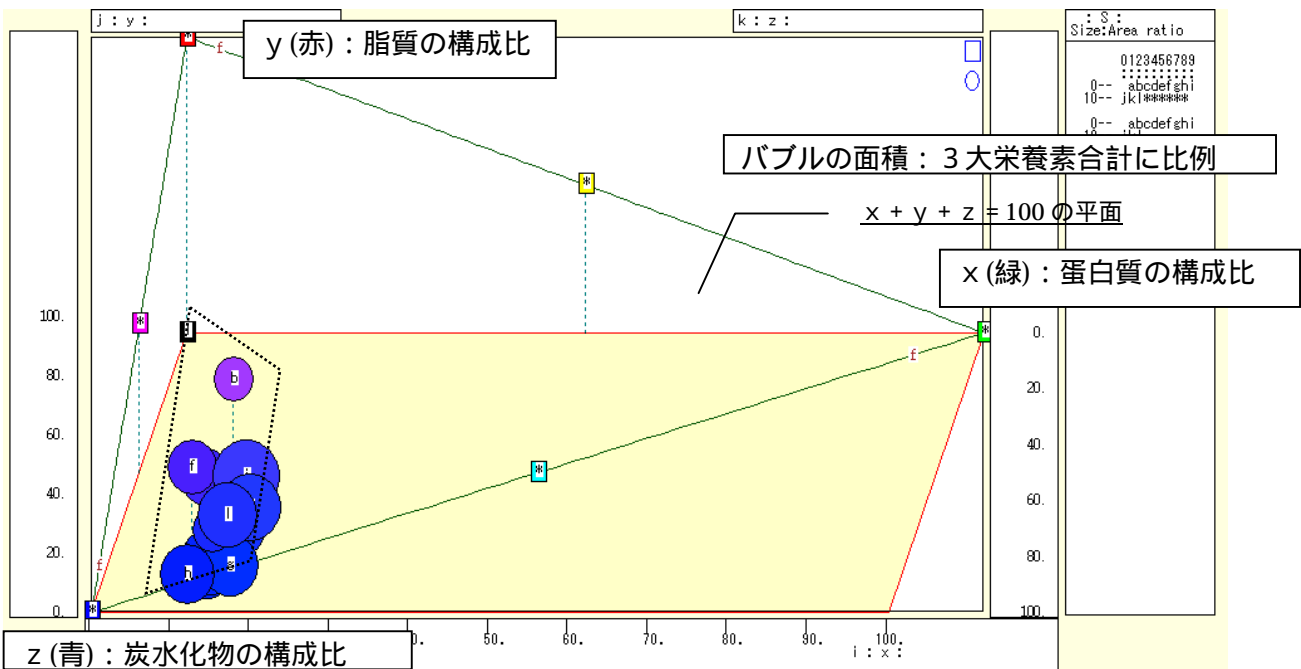 j : y :
k : z :
: S :
Size:Area ratio
0123456789
0-- abcdefghi
10-- jkl******
0-- abcdefghi
y (赤)：脂質の構成比
f
*
*
バブルの面積：３大栄養素合計に比例
x + y + z = 100 の平面
x (緑)：蛋白質の構成比
100.
*
j
*
0.
f
80.
b
20.
60.
40.
f
i
*
40.
l
60.
20.
h
g
80.
f
0.
*
100.
0.
50.
60.
70.
80.
90.
100.
i : x :
z (青)：炭水化物の構成比